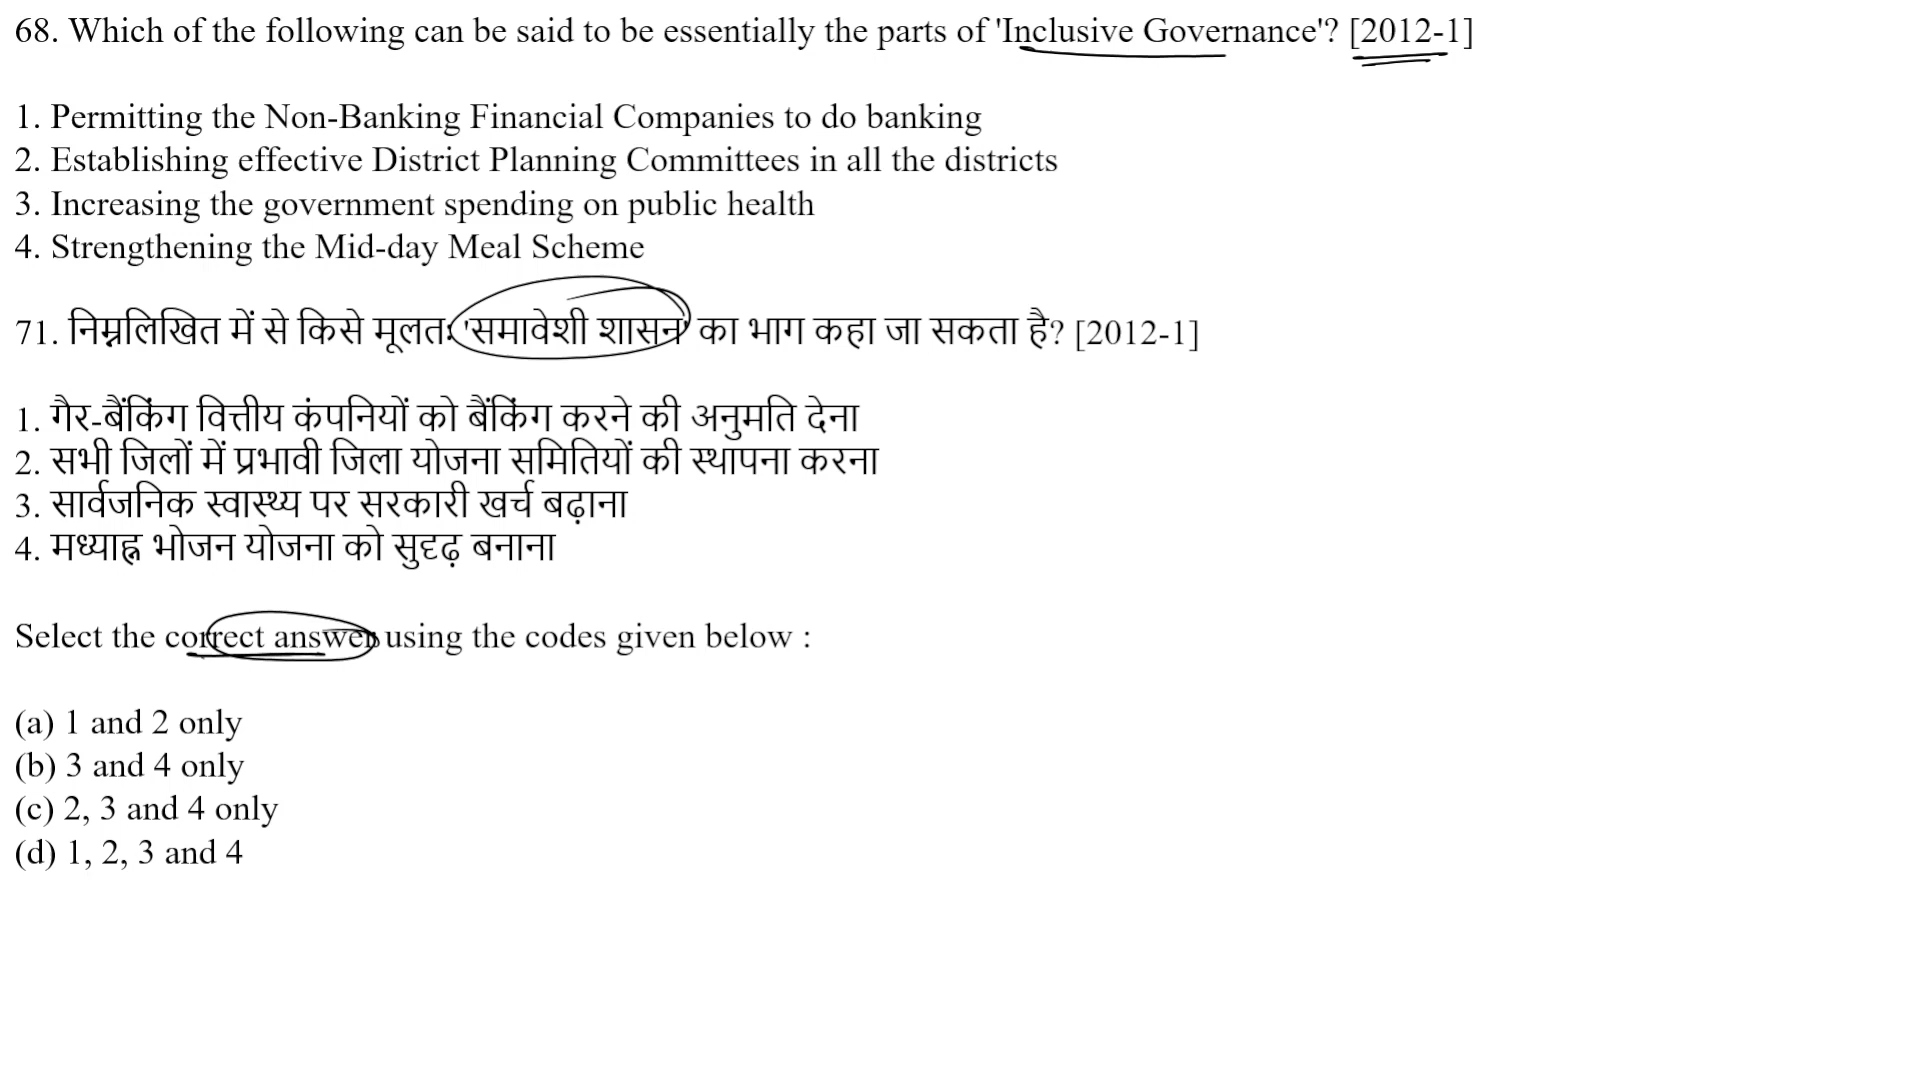 68. Which of the following can be said to be essentially the parts of 'Inclusive Governance'? [2012-1]
1. Permitting the Non-Banking Financial Companies to do banking
2. Establishing effective District Planning Committees in all the districts
3. Increasing the government spending on public health
4. Strengthening the Mid-day Meal Scheme
71. निम्नलिखित में से किसे मूलतः 'समावेशी शासन' का भाग कहा जा सकता है? [2012-1]
1. गैर-बैंकिंग वित्तीय कंपनियों को बैंकिंग करने की अनुमति देना
2. सभी जिलों में प्रभावी जिला योजना समितियों की स्थापना करना
3. सार्वजनिक स्वास्थ्य पर सरकारी खर्च बढ़ाना
4. मध्याह्न भोजन योजना को सुदृढ़ बनाना
Select the correct answer using the codes given below :
(a) 1 and 2 only
(b) 3 and 4 only
(c) 2, 3 and 4 only
(d) 1, 2, 3 and 4